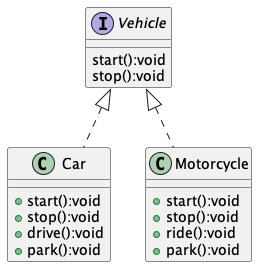 I Vehicle
start():void
stop():void
C Car
start():void
stop():void
drive():void
park():void
C Motorcycle
start():void
stop():void
ride():void
park():void